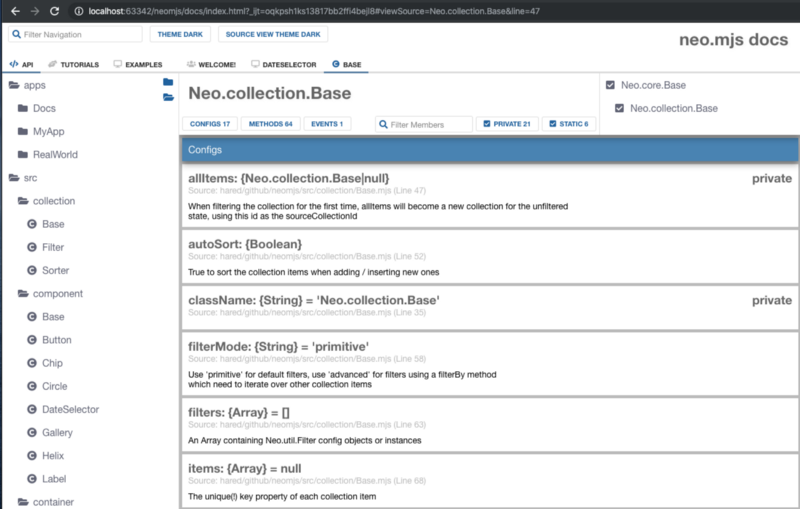 localhost:63342/neomjs/docs/index.html?_ijt=oqkpsh1ks13817bb2ffi4bejl8#viewSource=Neo.collection.Base&line=47
Filter Navigation
THEME DARK
SOURCE VIEW THEME DARK
neo.mjs docs
API
TUTORIALS
EXAMPLES
WELCOME!
DATESELECTOR
BASE
apps
Docs
MyApp
RealWorld
src
collection
Base
Filter
Sorter
component
Base
Button
Chip
Circle
DateSelector
Gallery
Helix
Label
container
Neo.collection.Base
CONFIGS 17
METHODS 64
EVENTS 1
Filter Members
PRIVATE 21
STATIC 6
Neo.core.Base
Neo.collection.Base
Configs
allItems: {Neo.collection.Base|null}
private
Source: hared/github/neomjs/src/collection/Base.mjs (Line 47)
When filtering the collection for the first time, allItems will become a new collection for the unfiltered
state, using this id as the sourceCollectionId
autoSort: {Boolean}
Source: hared/github/neomjs/src/collection/Base.mjs (Line 52)
True to sort the collection items when adding / inserting new ones
className: {String} = 'Neo.collection.Base'
private
Source: hared/github/neomjs/src/collection/Base.mjs (Line 35)
filterMode: {String} = 'primitive'
Source: hared/github/neomjs/src/collection/Base.mjs (Line 58)
Use 'primitive' for default filters, use 'advanced' for filters using a filterBy method
which need to iterate over other collection items
filters: {Array} = []
Source: hared/github/neomjs/src/collection/Base.mjs (Line 63)
An Array containing Neo.util.Filter config objects or instances
items: {Array} = null
Source: hared/github/neomjs/src/collection/Base.mjs (Line 68)
The unique(!) key property of each collection item